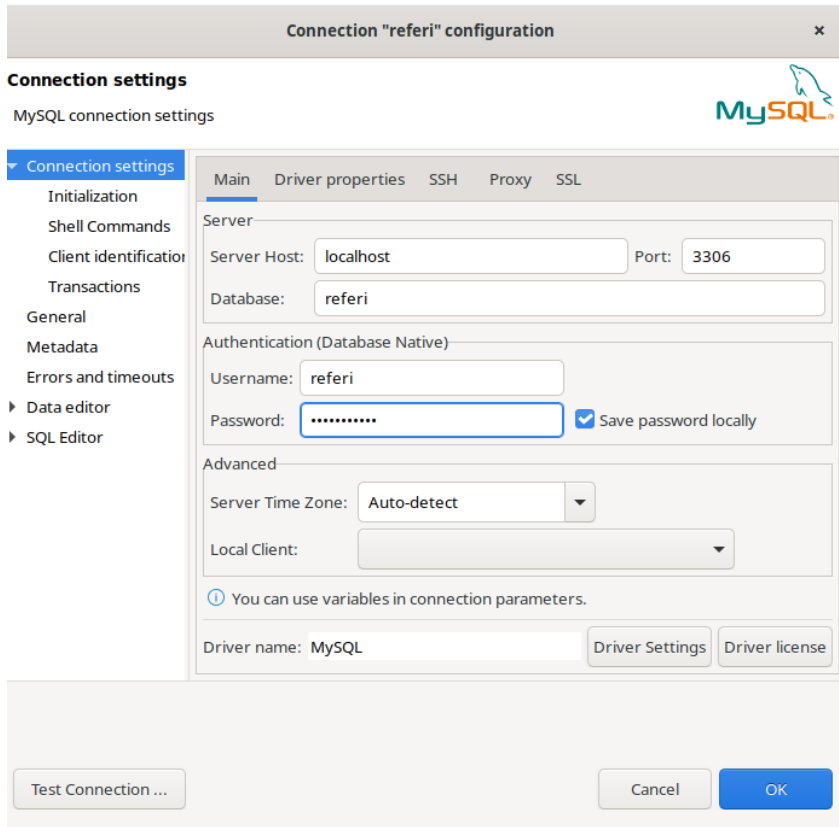 Connection "referi" configuration ×
Connection settings
MySQL connection settings
MySQL®
Connection settings
Initialization
Shell Commands
Client identification
Transactions
General
Metadata
Errors and timeouts
Data editor
SQL Editor
Main Driver properties SSH Proxy SSL
Server
Server Host: localhost Port: 3306
Database: referi
Authentication (Database Native)
Username: referi
Password: ••••••••••• Save password locally
Advanced
Server Time Zone: Auto-detect
Local Client:
You can use variables in connection parameters.
Driver name: MySQL Driver Settings Driver license
Test Connection ... Cancel OK